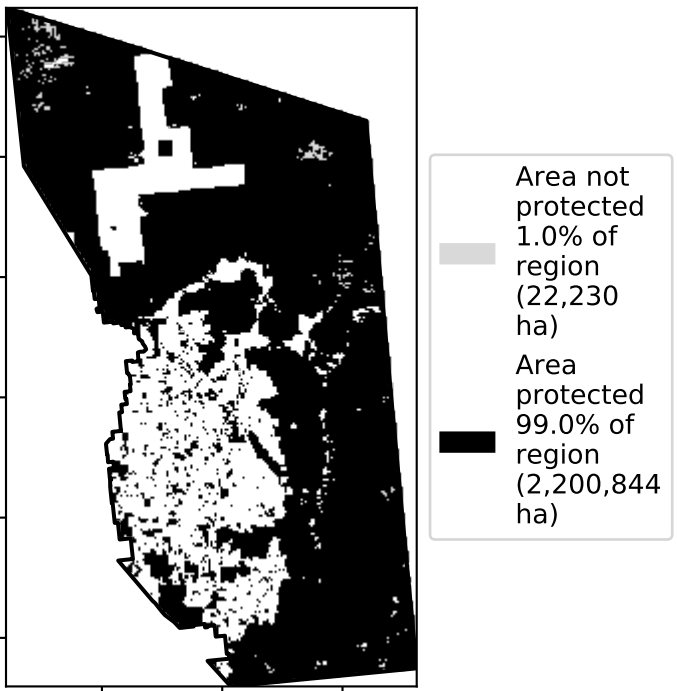 Area not
protected
1.0% of
region
(22,230
ha)
Area
protected
99.0% of
region
(2,200,844
ha)